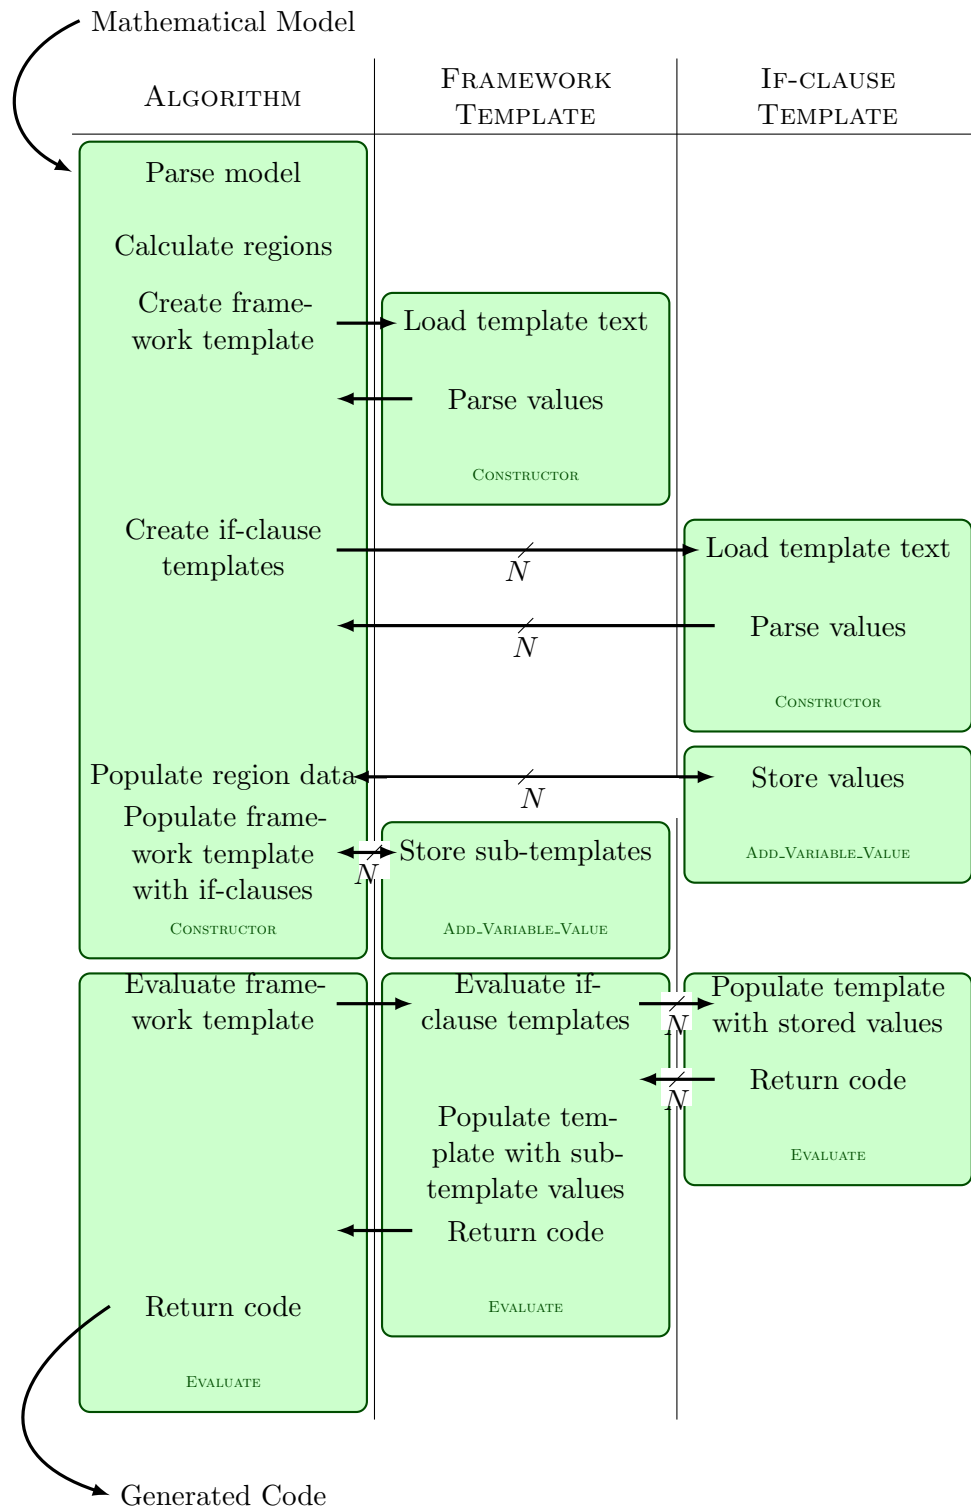 Mathematical Model
ALGORITHM
FRAMEWORK
TEMPLATE
IF-CLAUSE
TEMPLATE
Parse model
Calculate regions
Create frame-
work template
Load template text
Parse values
CONSTRUCTOR
Create if-clause
templates
N
Load template text
N
Parse values
CONSTRUCTOR
Populate region data
N
Store values
ADD_VARIABLE_VALUE
Populate frame-
work template
with if-clauses
N
Store sub-templates
CONSTRUCTOR
ADD_VARIABLE_VALUE
Evaluate frame-
work template
Evaluate if-
clause templates
N
Populate template
with stored values
N
Return code
EVALUATE
Populate tem-
plate with sub-
template values
Return code
EVALUATE
Return code
EVALUATE
Generated Code